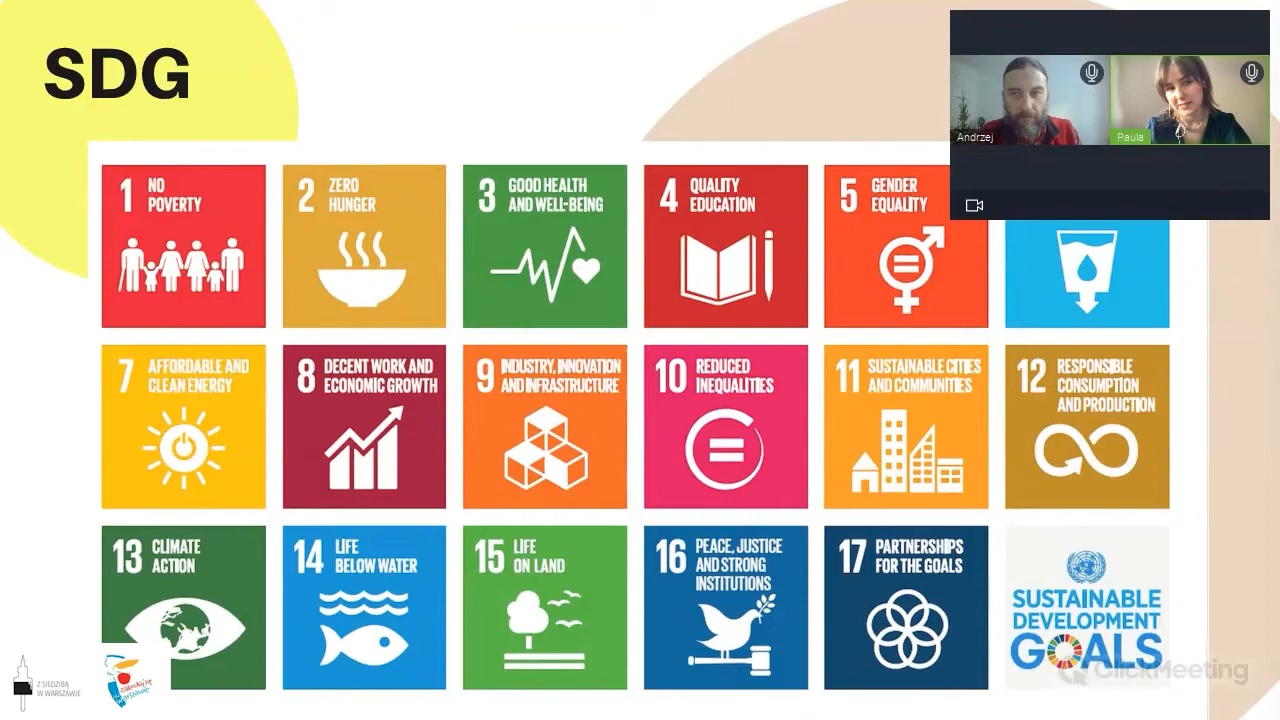 SDG
Andrzej
Paula
1 NO
POVERTY
2 ZERO
HUNGER
3 GOOD HEALTH
AND WELL-BEING
4 QUALITY
EDUCATION
5 GENDER
EQUALITY
7 AFFORDABLE AND
CLEAN ENERGY
8 DECENT WORK AND
ECONOMIC GROWTH
9 INDUSTRY, INNOVATION
AND INFRASTRUCTURE
10 REDUCED
INEQUALITIES
11 SUSTAINABLE CITIES
AND COMMUNITIES
12 RESPONSIBLE
CONSUMPTION
AND PRODUCTION
13 CLIMATE
ACTION
14 LIFE
BELOW WATER
15 LIFE
ON LAND
16 PEACE, JUSTICE
AND STRONG
INSTITUTIONS
17 PARTNERSHIPS
FOR THE GOALS
SUSTAINABLE
DEVELOPMENT
GOALS
Z SIEDZIBĄ
W WARSZAWIE
zakochaj się
w Warszawie
ClickMeeting